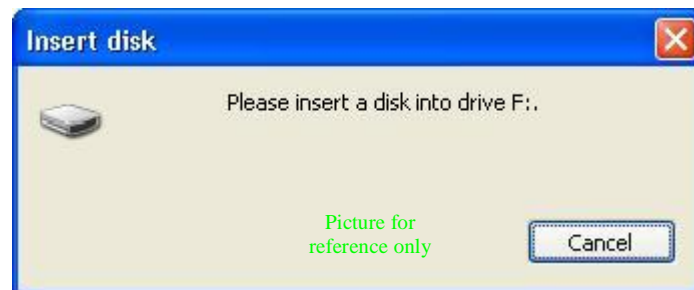 Insert disk
Please insert a disk into drive F:.
Picture for
reference only
Cancel